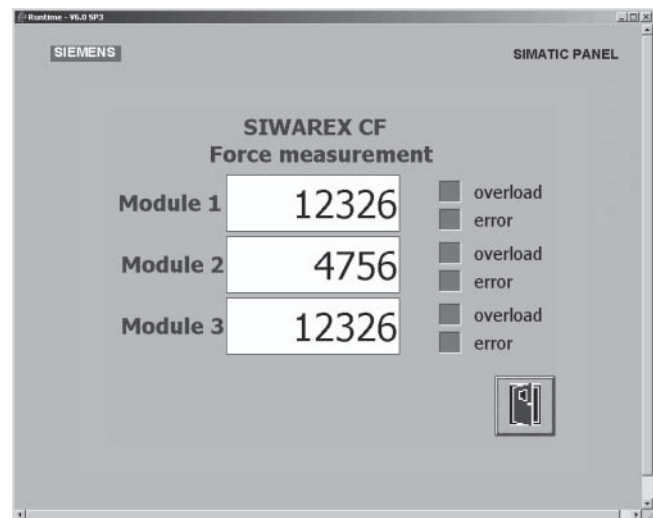 Runtime - V6.0 SP3
SIEMENS
SIMATIC PANEL
TOUCH
SIWAREX CF
Force measurement
Module 1 12326 overload
error
Module 2 4756 overload
error
Module 3 12326 overload
error